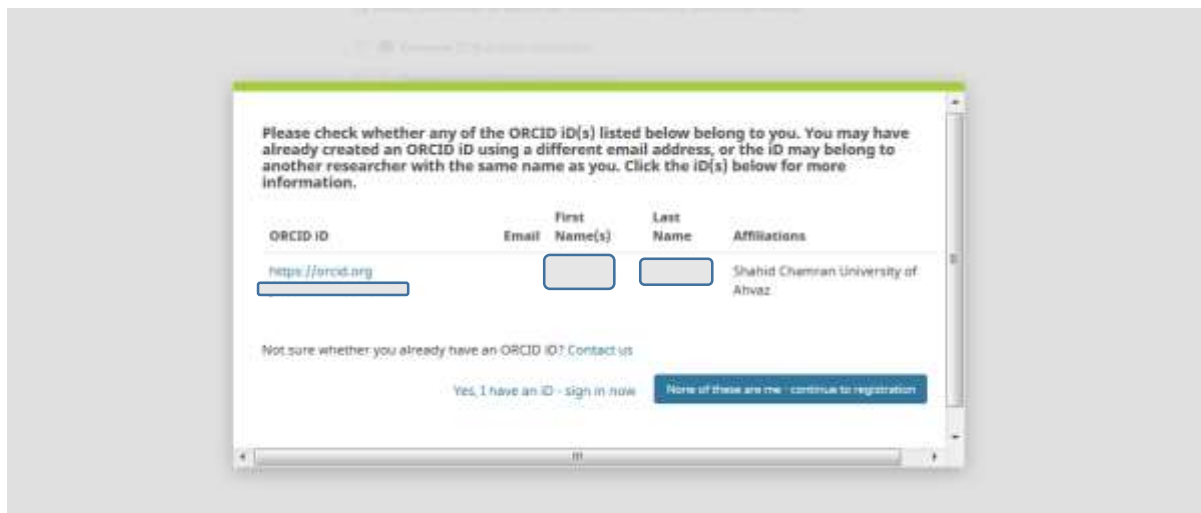 Please check whether any of the ORCID iD(s) listed below belong to you. You may have
already created an ORCID iD using a different email address, or the iD may belong to
another researcher with the same name as you. Click the iD(s) below for more
information.
ORCID iD Email First Name(s) Last Name Affiliations
https://orcid.org Shahid Chamran University of
Ahvaz
Not sure whether you already have an ORCID iD? Contact us
Yes, I have an iD - sign in now None of these are me - continue to registration